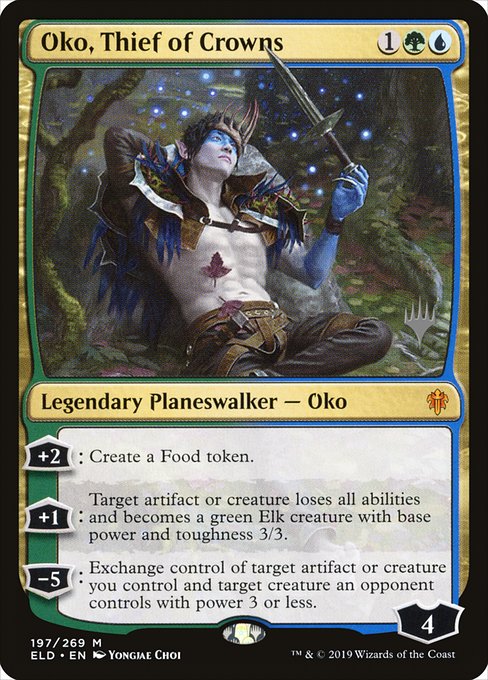 Oko, Thief of Crowns 1
Legendary Planeswalker — Oko
+2: Create a Food token.
Target artifact or creature loses all abilities
+1: and becomes a green Elk creature with base
power and toughness 3/3.
Exchange control of target artifact or creature
−5: you control and target creature an opponent
controls with power 3 or less.
4
197/269 M
ELD • EN Yongjae Choi
™ & © 2019 Wizards of the Coast